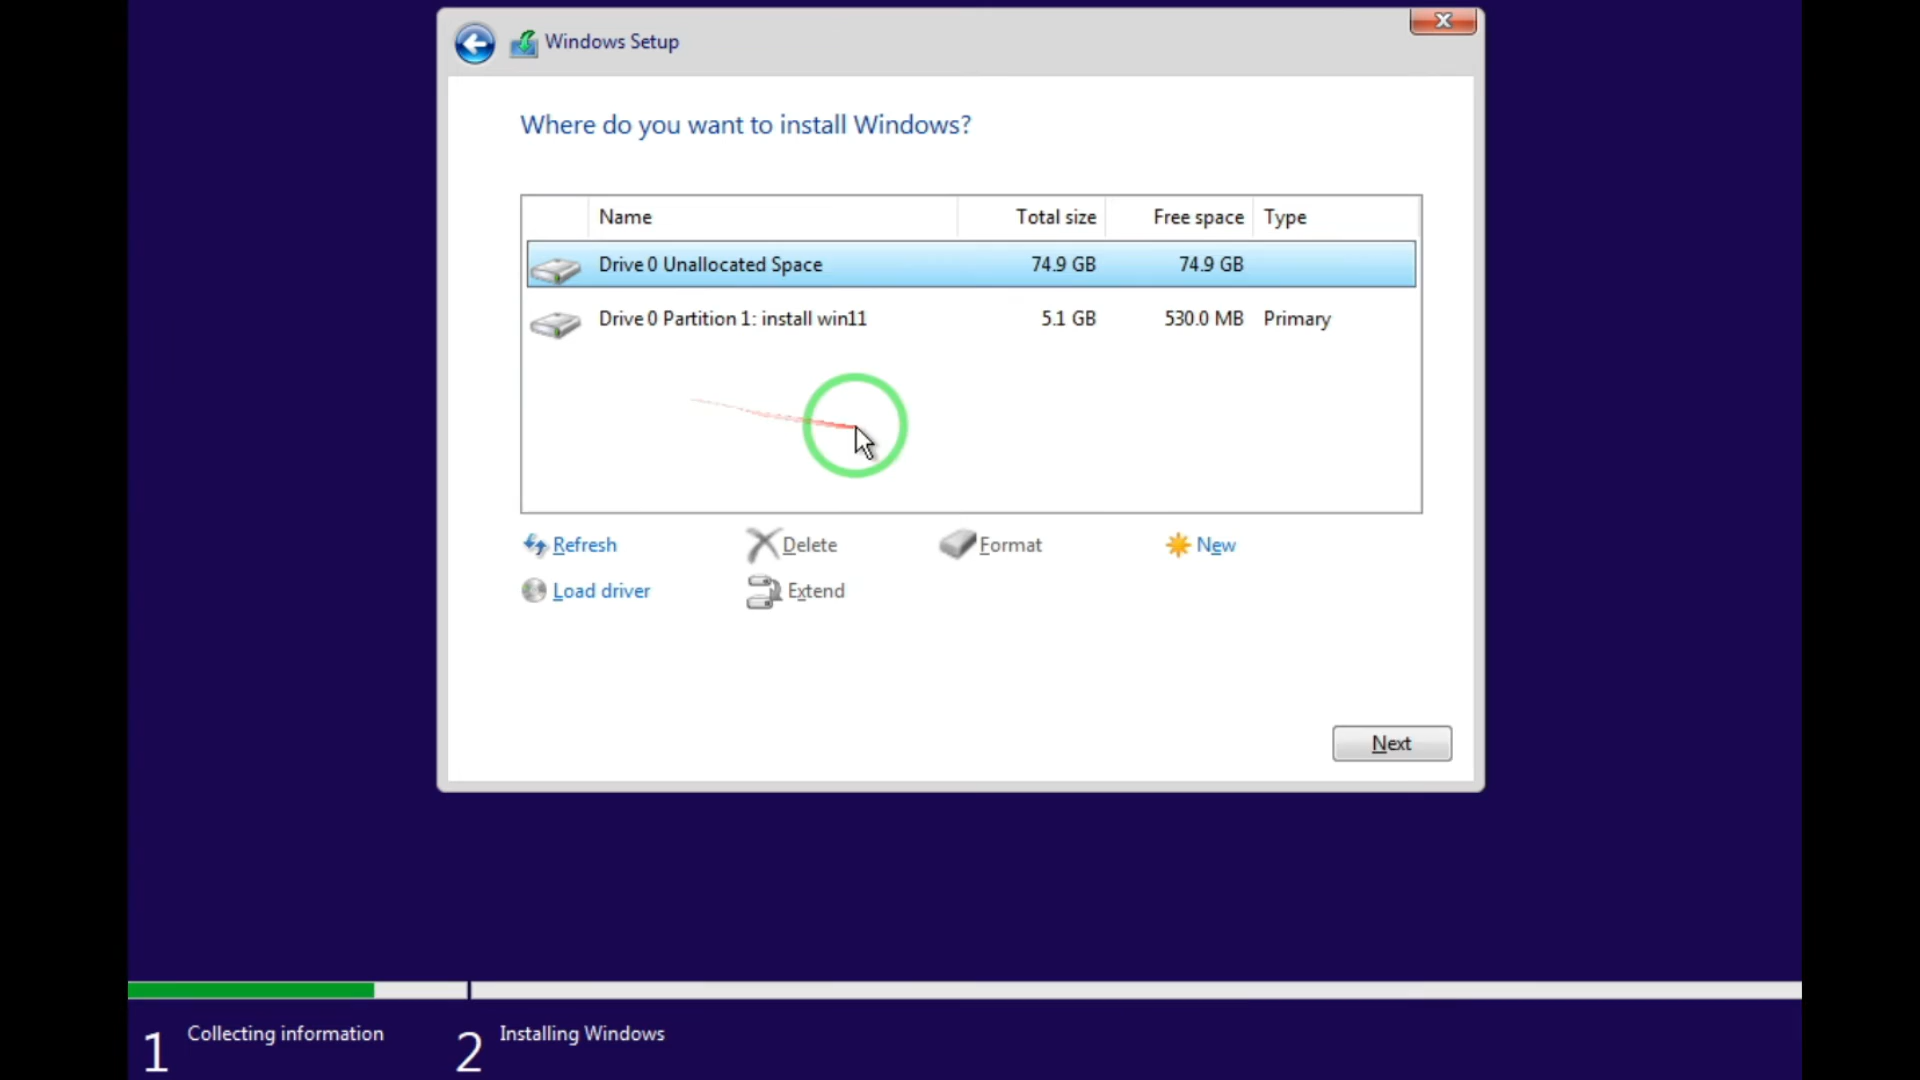 Windows Setup
Where do you want to install Windows?
Name Total size Free space Type
Drive 0 Unallocated Space 74.9 GB 74.9 GB
Drive 0 Partition 1: install win11 5.1 GB 530.0 MB Primary
Refresh Delete Format New
Load driver Extend
Next
1 Collecting information 2 Installing Windows